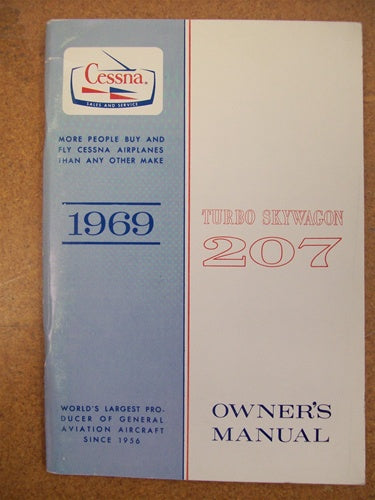 Cessna.
SALES AND SERVICE
MORE PEOPLE BUY AND
FLY CESSNA AIRPLANES
THAN ANY OTHER MAKE
1969
TURBO SKYWAGON
207
WORLD'S LARGEST PRO-
DUCER OF GENERAL
AVIATION AIRCRAFT
SINCE 1956
OWNER'S
MANUAL